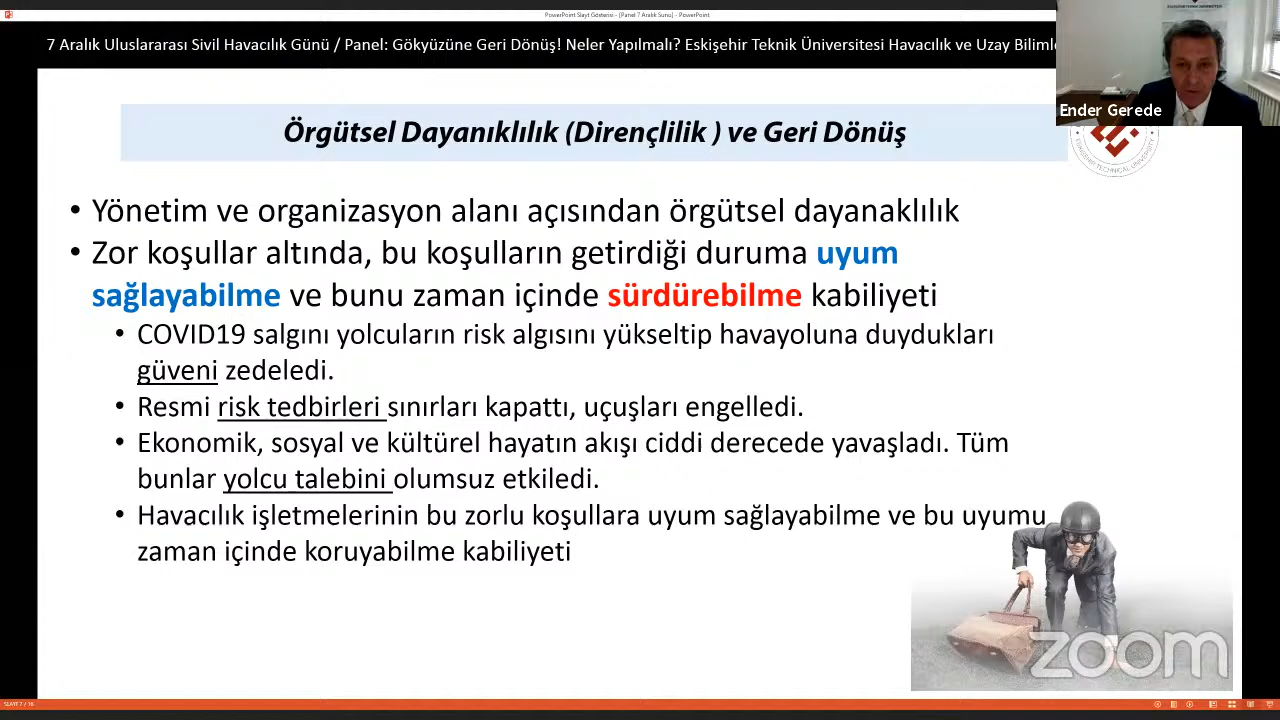 PowerPoint Slayt Gösterisi - [Panel 7 Aralık Sunu] - PowerPoint
7 Aralık Uluslararası Sivil Havacılık Günü / Panel: Gökyüzüne Geri Dönüş! Neler Yapılmalı? Eskişehir Teknik Üniversitesi Havacılık ve Uzay Bilimle
Ender Gerede
Örgütsel Dayanıklılık (Dirençlilik ) ve Geri Dönüş
ESKİŞEHİR TECHNICAL UNIVERSITY
• Yönetim ve organizasyon alanı açısından örgütsel dayanaklılık
• Zor koşullar altında, bu koşulların getirdiği duruma uyum
sağlayabilme ve bunu zaman içinde sürdürebilme kabiliyeti
• COVID19 salgını yolcuların risk algısını yükseltip havayoluna duydukları
güveni zedeledi.
• Resmi risk tedbirleri sınırları kapattı, uçuşları engelledi.
• Ekonomik, sosyal ve kültürel hayatın akışı ciddi derecede yavaşladı. Tüm
bunlar yolcu talebini olumsuz etkiledi.
• Havacılık işletmelerinin bu zorlu koşullara uyum sağlayabilme ve bu uyumu
zaman içinde koruyabilme kabiliyeti
zoom
SLAYT 7 / 16